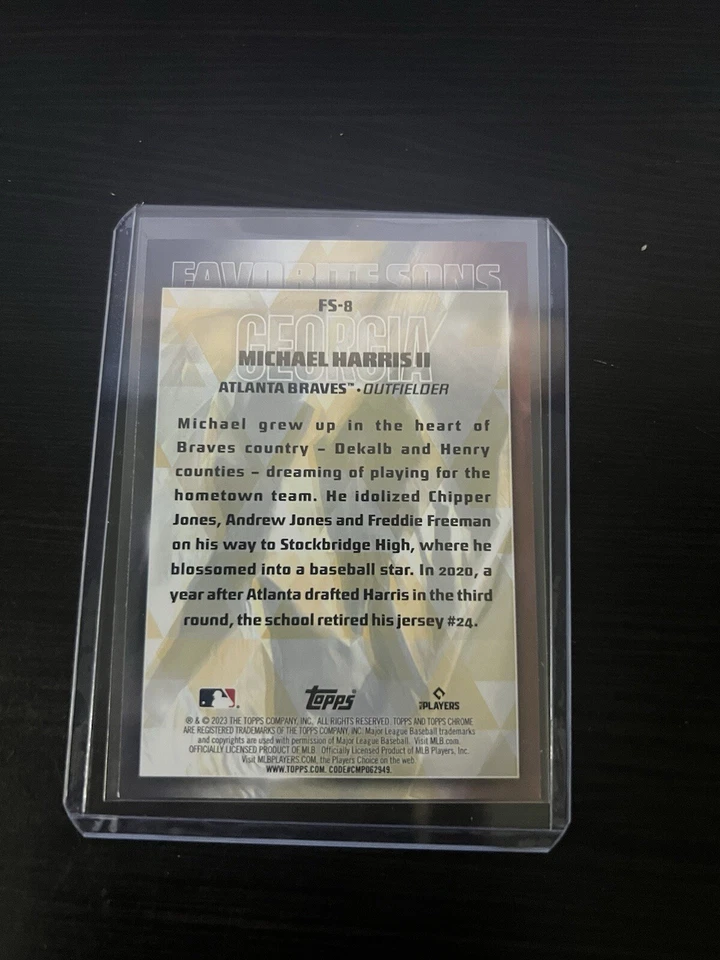 FAVORITE SONS
FS-8
GEORGIA
MICHAEL HARRIS II
ATLANTA BRAVES™ • OUTFIELDER
Michael grew up in the heart of
Braves country – Dekalb and Henry
counties – dreaming of playing for the
hometown team. He idolized Chipper
Jones, Andrew Jones and Freddie Freeman
on his way to Stockbridge High, where he
blossomed into a baseball star. In 2020, a
year after Atlanta drafted Harris in the third
round, the school retired his jersey #24.
topps
PLAYERS
® & © 2023 THE TOPPS COMPANY, INC. ALL RIGHTS RESERVED. TOPPS AND TOPPS CHROME
ARE REGISTERED TRADEMARKS OF THE TOPPS COMPANY, INC. Major League Baseball trademarks
and copyrights are used with permission of Major League Baseball. Visit MLB.com.
OFFICIALLY LICENSED PRODUCT OF MLB Officially Licensed Product of MLB Players, Inc.
Visit MLBPLAYERS.COM, the Players Choice on the web.
WWW.TOPPS.COM. CODE#CMP062949.